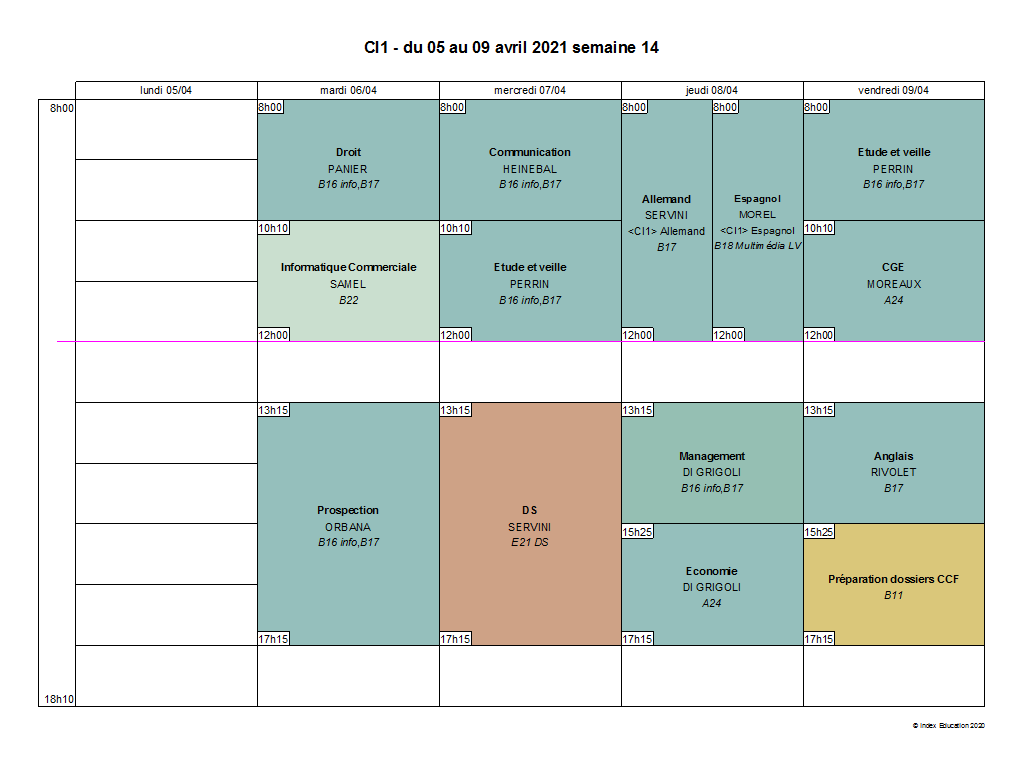 CI1 - du 05 au 09 avril 2021 semaine 14
lundi 05/04
mardi 06/04
mercredi 07/04
jeudi 08/04
vendredi 09/04
8h00
8h00
Droit
PANIER
B16 info,B17
10h10
Informatique Commerciale
SAMEL
B22
12h00
13h15
Prospection
ORBANA
B16 info,B17
17h15
8h00
Communication
HEINEBAL
B16 info,B17
10h10
Etude et veille
PERRIN
B16 info,B17
12h00
13h15
DS
SERVINI
E21 DS
17h15
8h00
Allemand
SERVINI
<CI1> Allemand
B17
12h00
8h00
Espagnol
MOREL
<CI1> Espagnol
B18 Multimédia LV
12h00
13h15
Management
DI GRIGOLI
B16 info,B17
15h25
Economie
DI GRIGOLI
A24
17h15
8h00
Etude et veille
PERRIN
B16 info,B17
10h10
CGE
MOREAUX
A24
12h00
13h15
Anglais
RIVOLET
B17
15h25
Préparation dossiers CCF
B11
17h15
18h10
© Index Education 2020